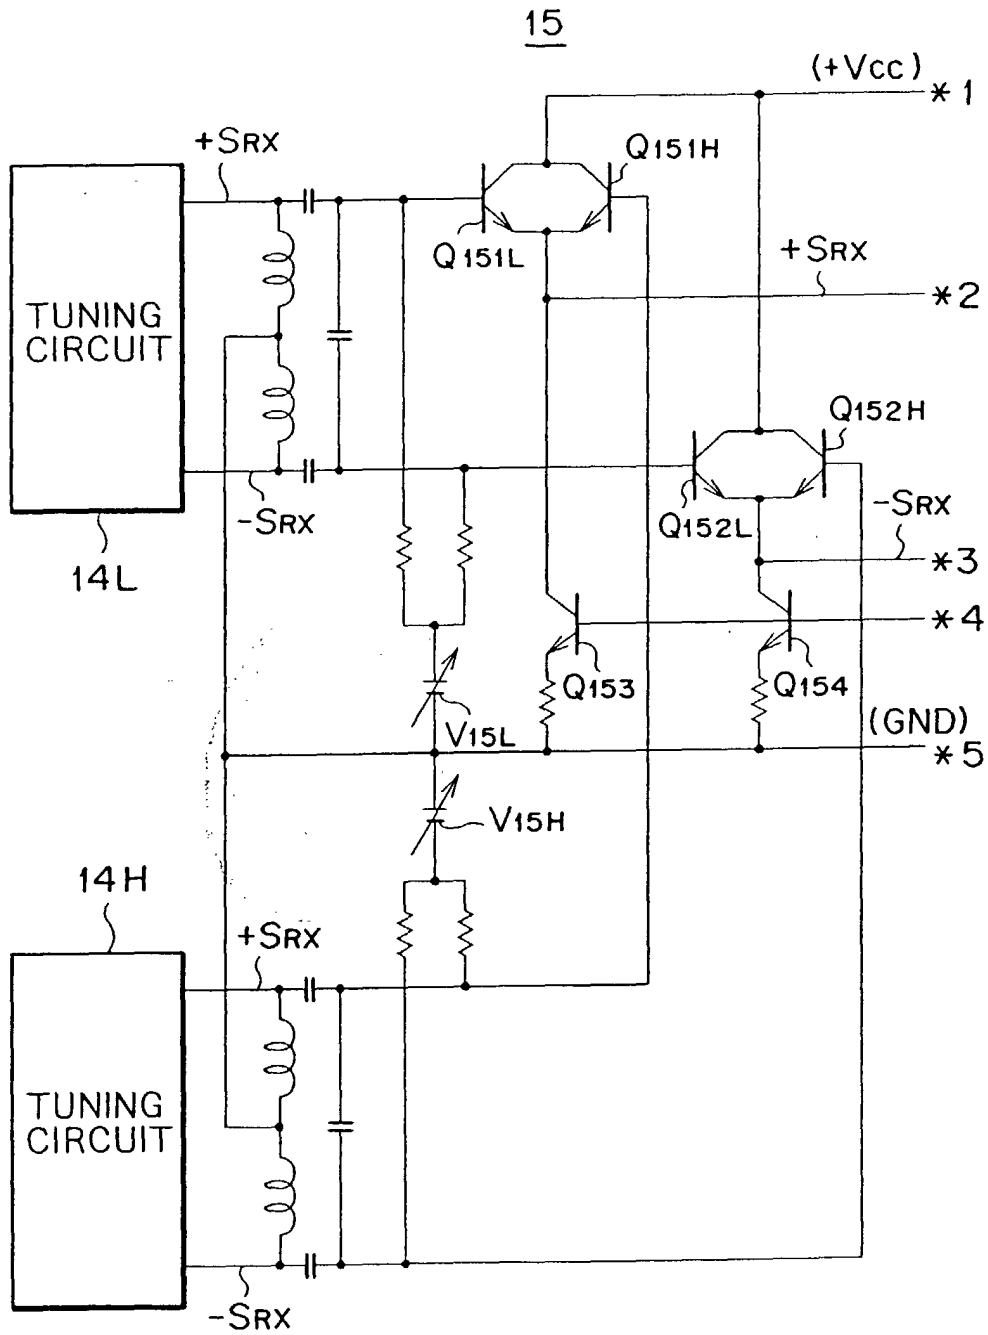 15
(+VCC)
*1
+SRX
Q151H
Q151L
+SRX
*2
TUNING
CIRCUIT
Q152H
-SRX
Q152L
-SRX
*3
14L
*4
Q153
Q154
(GND)
V15L
*5
V15H
14H
+SRX
TUNING
CIRCUIT
-SRX